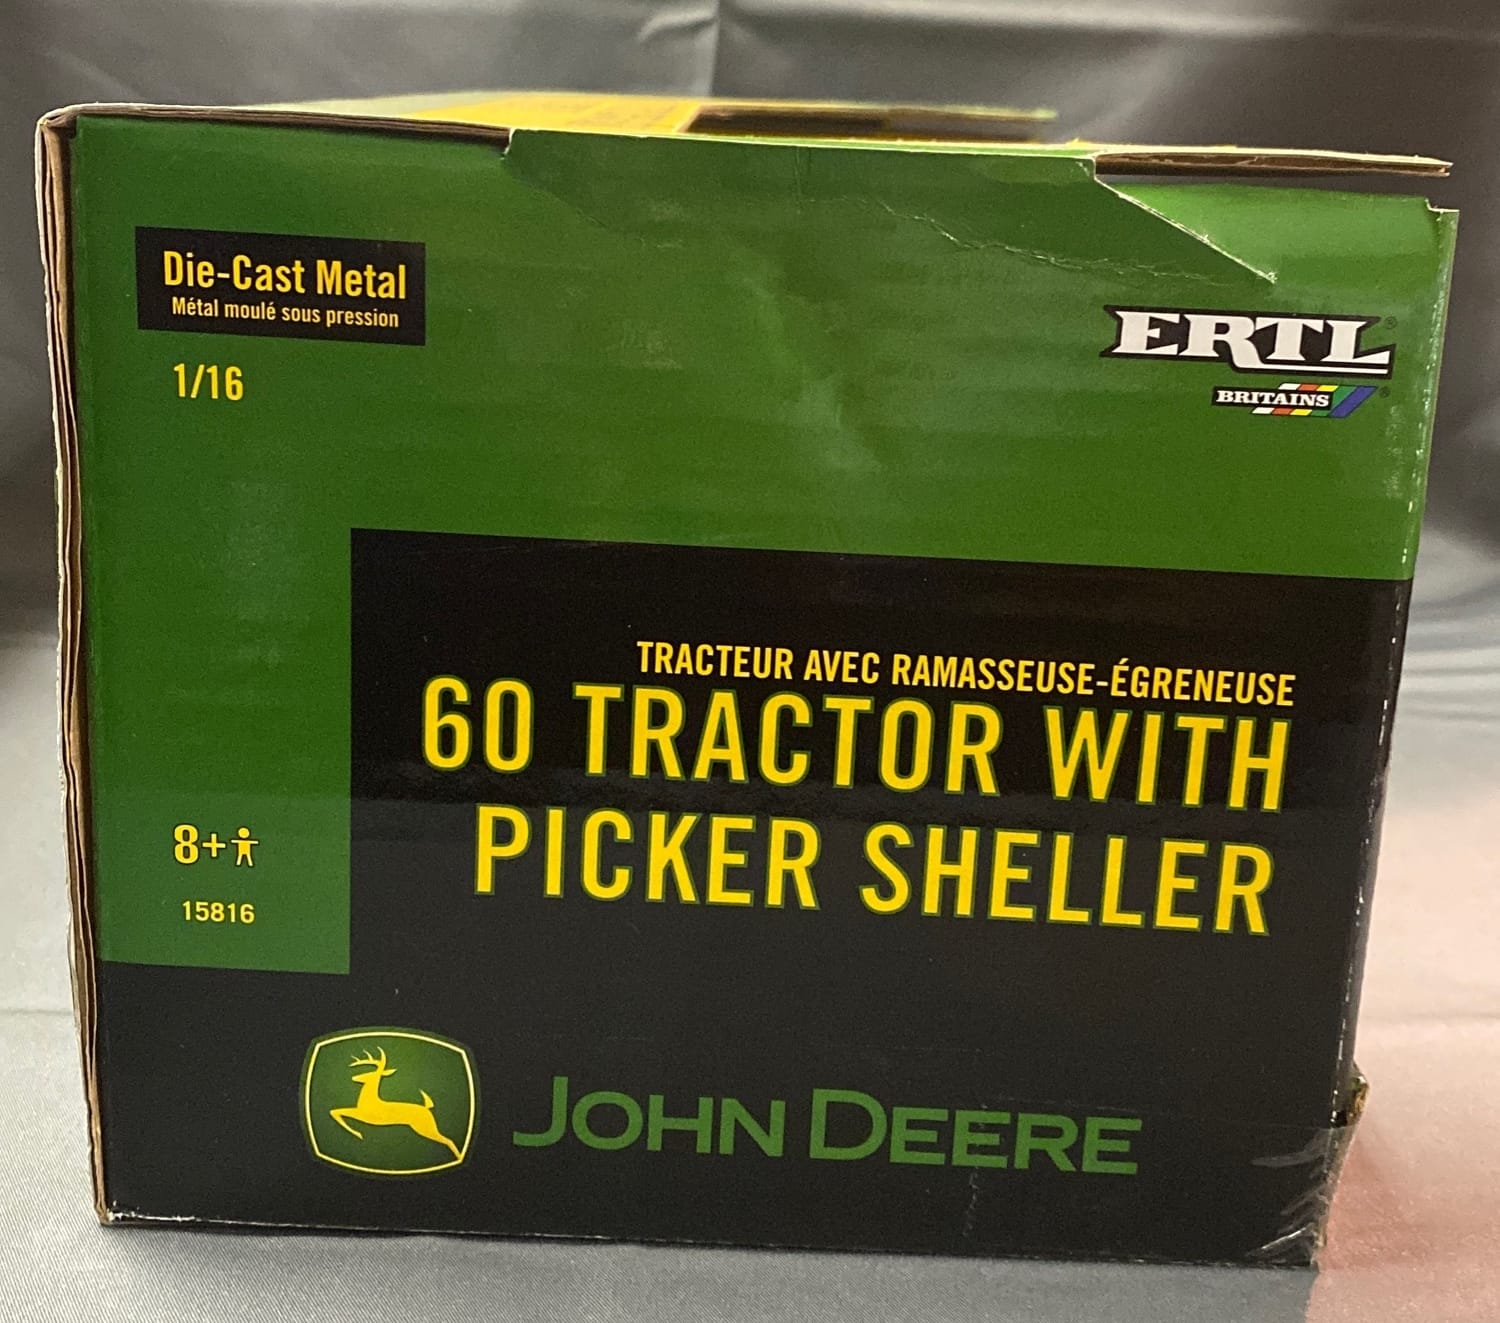 Die-Cast Metal
Métal moulé sous pression
1/16
ERTL®
BRITAINS®
TRACTEUR AVEC RAMASSEUSE-ÉGRENEUSE
60 TRACTOR WITH
PICKER SHELLER
8+
15816
JOHN DEERE